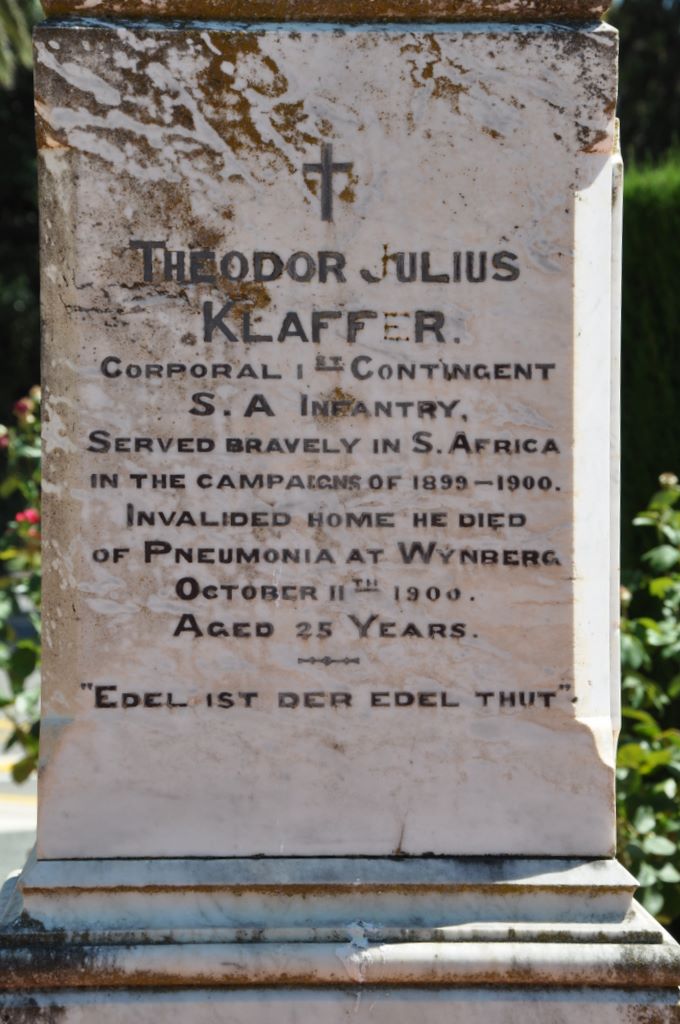 THEODOR JULIUS
KLAFFER.
CORPORAL 1ST CONTINGENT
S.A INFANTRY,
SERVED BRAVELY IN S. AFRICA
IN THE CAMPAIGNS OF 1899-1900.
INVALIDED HOME HE DIED
OF PNEUMONIA AT WYNBERG
OCTOBER 11TH 1900.
AGED 25 YEARS.
"EDEL IST DER EDEL THUT".